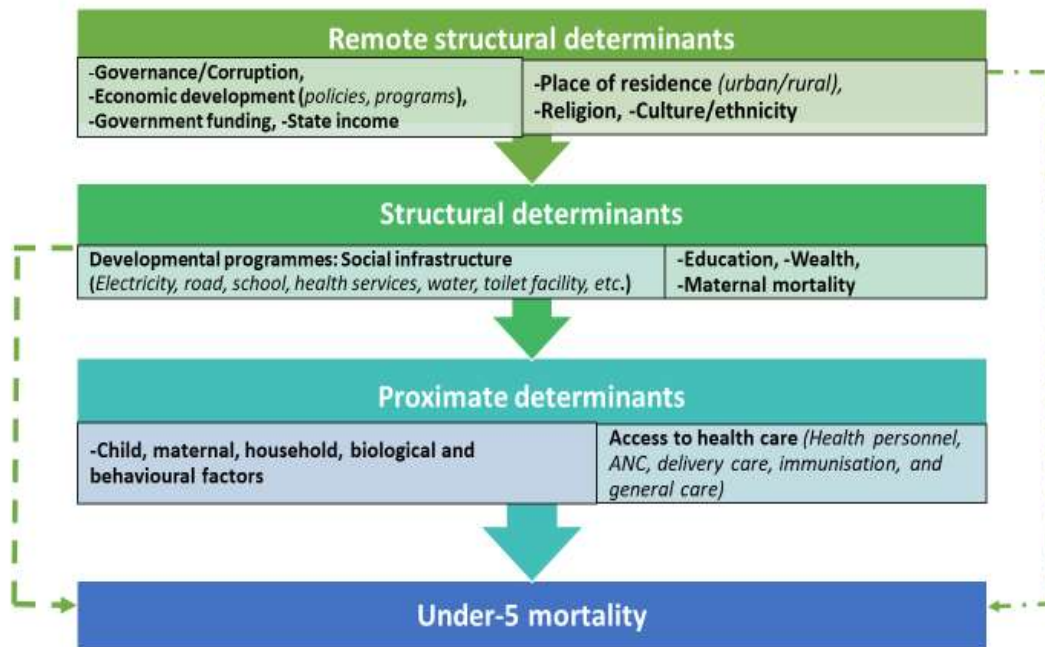 Remote structural determinants
-Governance/Corruption,
-Economic development (policies, programs),
-Government funding, -State income
-Place of residence (urban/rural),
-Religion, -Culture/ethnicity
Structural determinants
Developmental programmes: Social infrastructure
(Electricity, road, school, health services, water, toilet facility, etc.)
-Education, -Wealth,
-Maternal mortality
Proximate determinants
-Child, maternal, household, biological and
behavioural factors
Access to health care (Health personnel,
ANC, delivery care, immunisation, and
general care)
Under-5 mortality